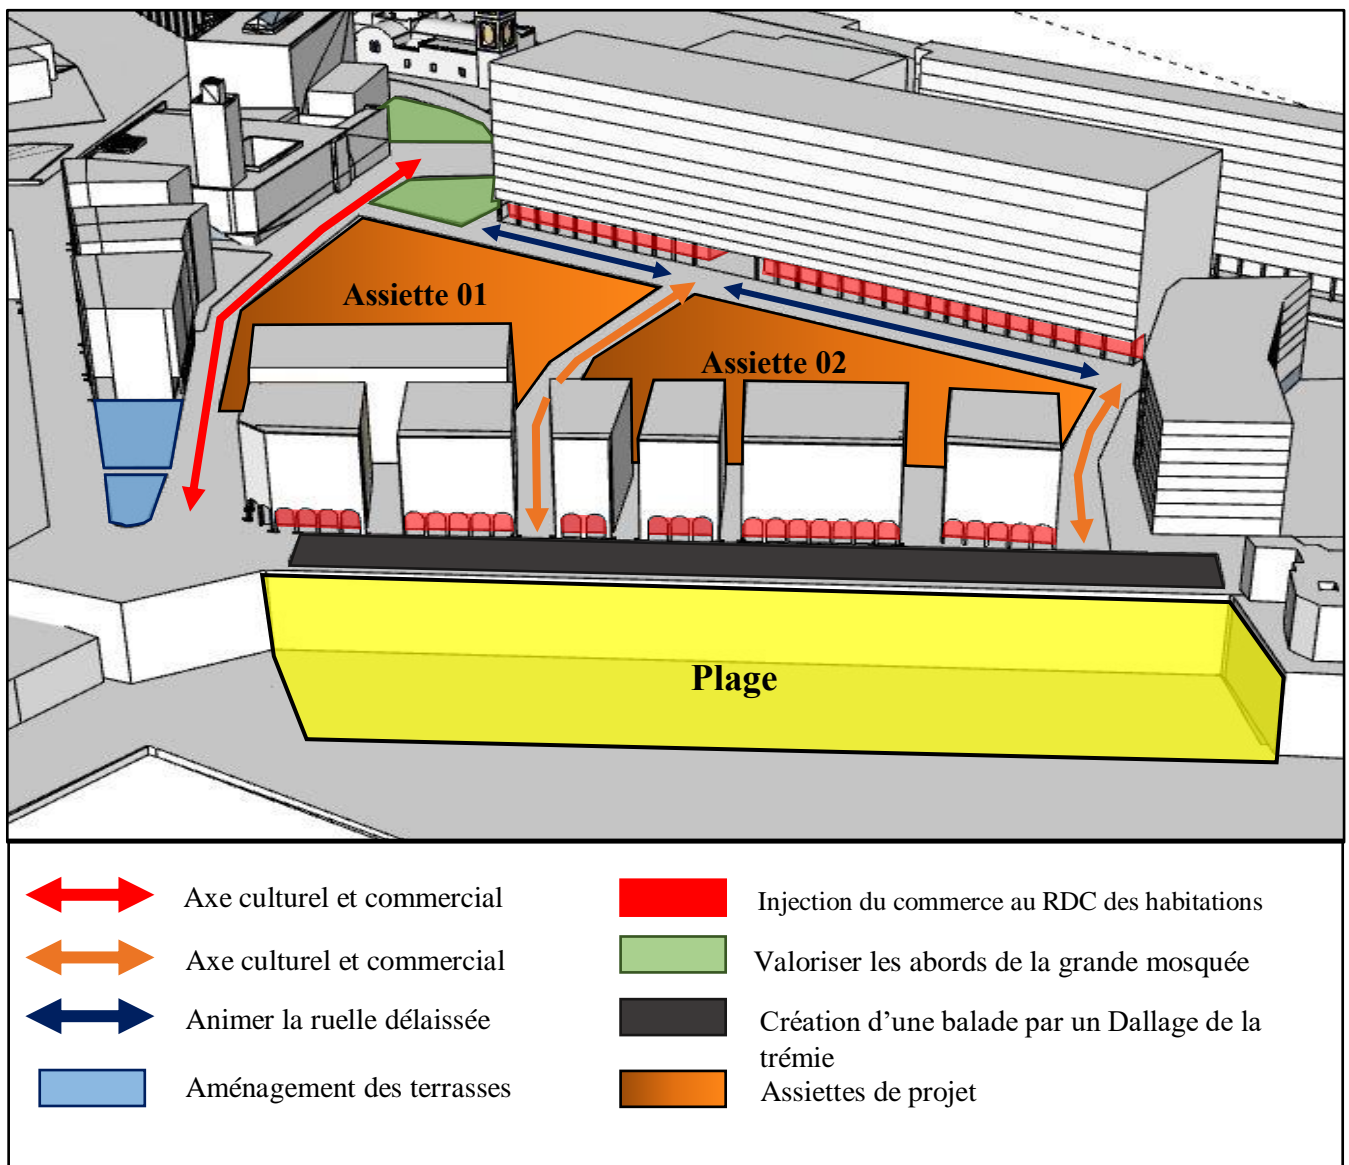 Assiette 01
Assiette 02
Plage
Axe culturel et commercial
Axe culturel et commercial
Animer la ruelle délaissée
Aménagement des terrasses
Injection du commerce au RDC des habitations
Valoriser les abords de la grande mosquée
Création d’une balade par un Dallage de la
trémie
Assiettes de projet